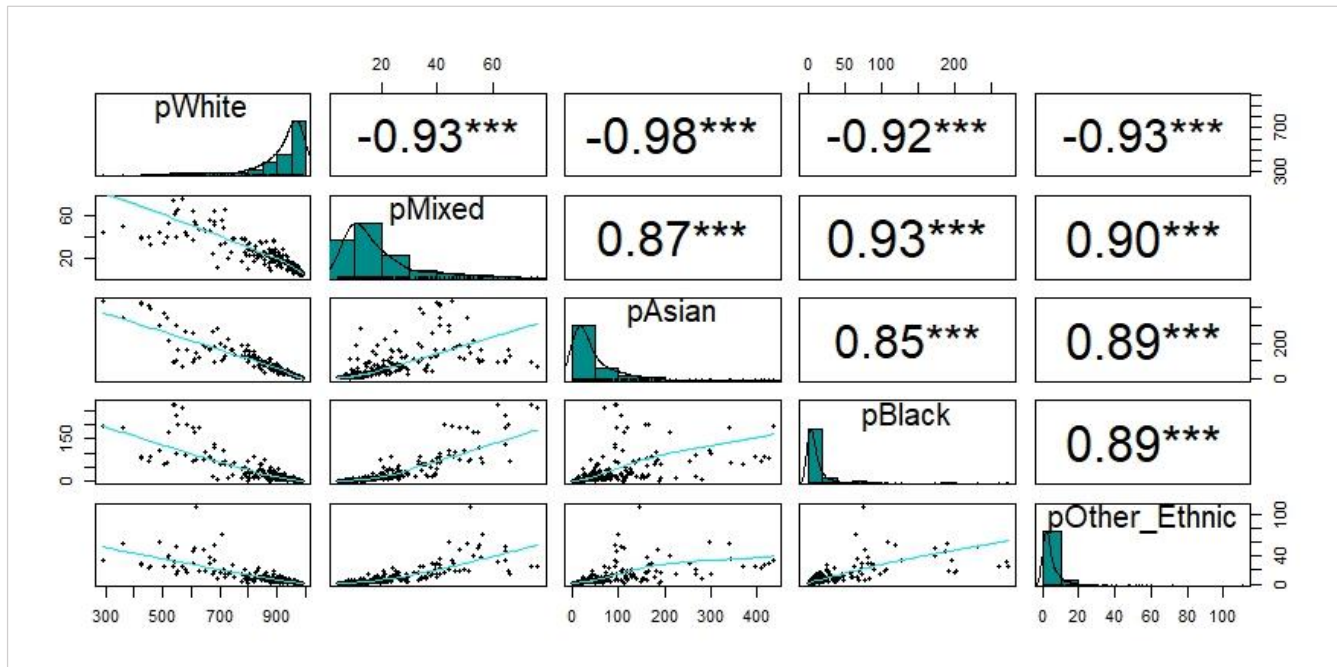 20 40 60 0 50 100 200
pWhite -0.93*** -0.98*** -0.92*** -0.93*** 300 700
20 60 pMixed 0.87*** 0.93*** 0.90***
pAsian 0.85*** 0.89*** 0 200
0 150 pBlack 0.89***
pOther_Ethnic 0 40 100
300 500 700 900 0 100 200 300 400 0 20 40 60 80 100